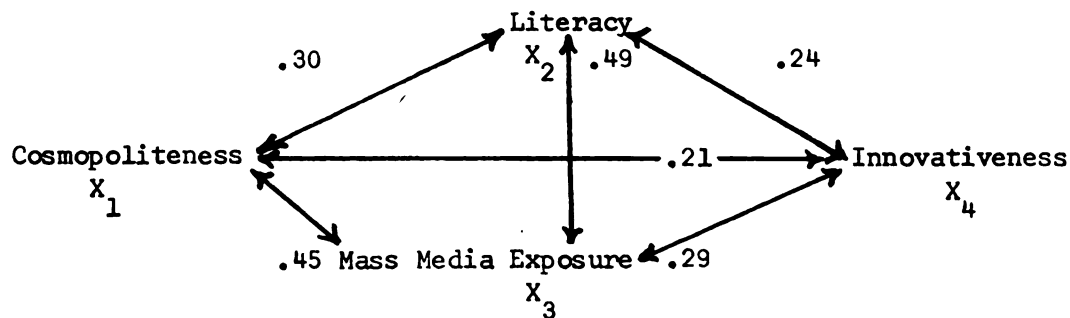 Literacy
X2
.30
.49
.24
Cosmopoliteness
X1
.21
Innovativeness
X4
.45
Mass Media Exposure
X3
.29